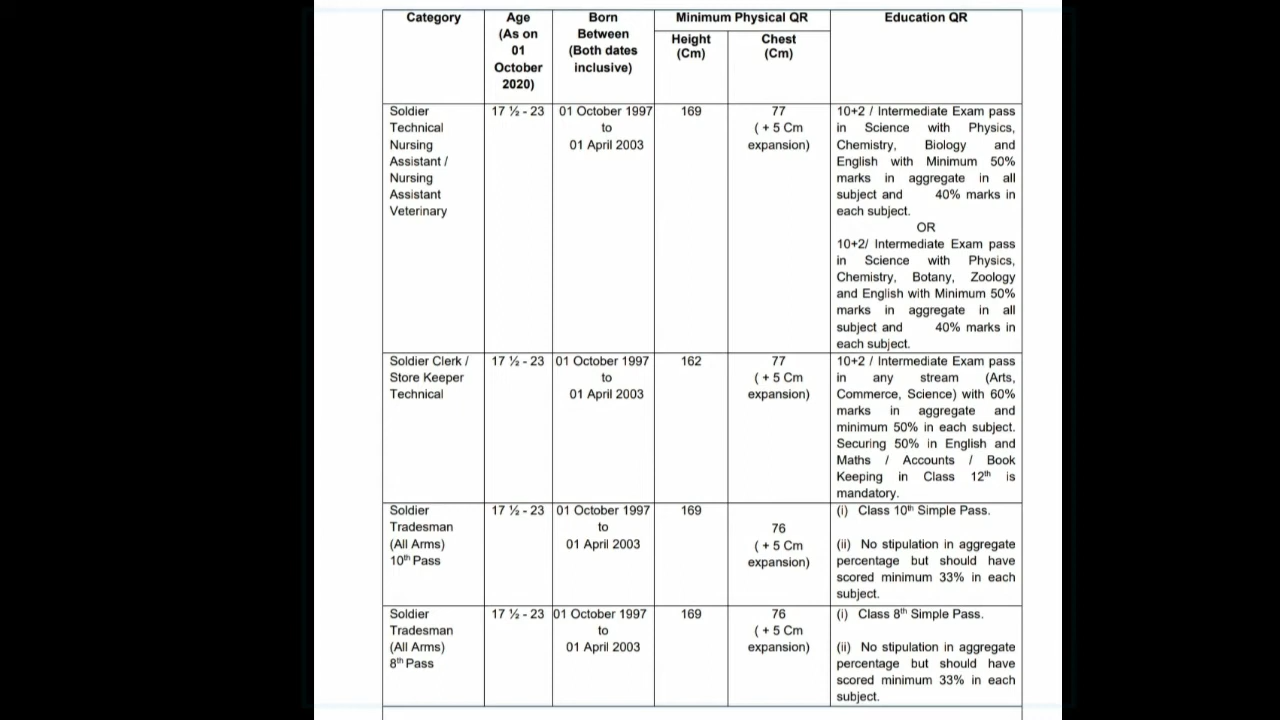 Category
Age
(As on
01
October
2020)
Born
Between
(Both dates
inclusive)
Minimum Physical QR
Height
(Cm)
Chest
(Cm)
Education QR
Soldier
Technical
Nursing
Assistant /
Nursing
Assistant
Veterinary
17 ½ - 23
01 October 1997
to
01 April 2003
169
77
( + 5 Cm
expansion)
10+2 / Intermediate Exam pass
in Science with Physics,
Chemistry, Biology and
English with Minimum 50%
marks in aggregate in all
subject and 40% marks in
each subject.
OR
10+2/ Intermediate Exam pass
in Science with Physics,
Chemistry, Botany, Zoology
and English with Minimum 50%
marks in aggregate in all
subject and 40% marks in
each subject.
Soldier Clerk /
Store Keeper
Technical
17 ½ - 23
01 October 1997
to
01 April 2003
162
77
( + 5 Cm
expansion)
10+2 / Intermediate Exam pass
in any stream (Arts,
Commerce, Science) with 60%
marks in aggregate and
minimum 50% in each subject.
Securing 50% in English and
Maths / Accounts / Book
Keeping in Class 12th is
mandatory.
Soldier
Tradesman
(All Arms)
10th Pass
17 ½ - 23
01 October 1997
to
01 April 2003
169
76
( + 5 Cm
expansion)
(i) Class 10th Simple Pass.
(ii) No stipulation in aggregate
percentage but should have
scored minimum 33% in each
subject.
Soldier
Tradesman
(All Arms)
8th Pass
17 ½ - 23
01 October 1997
to
01 April 2003
169
76
( + 5 Cm
expansion)
(i) Class 8th Simple Pass.
(ii) No stipulation in aggregate
percentage but should have
scored minimum 33% in each
subject.